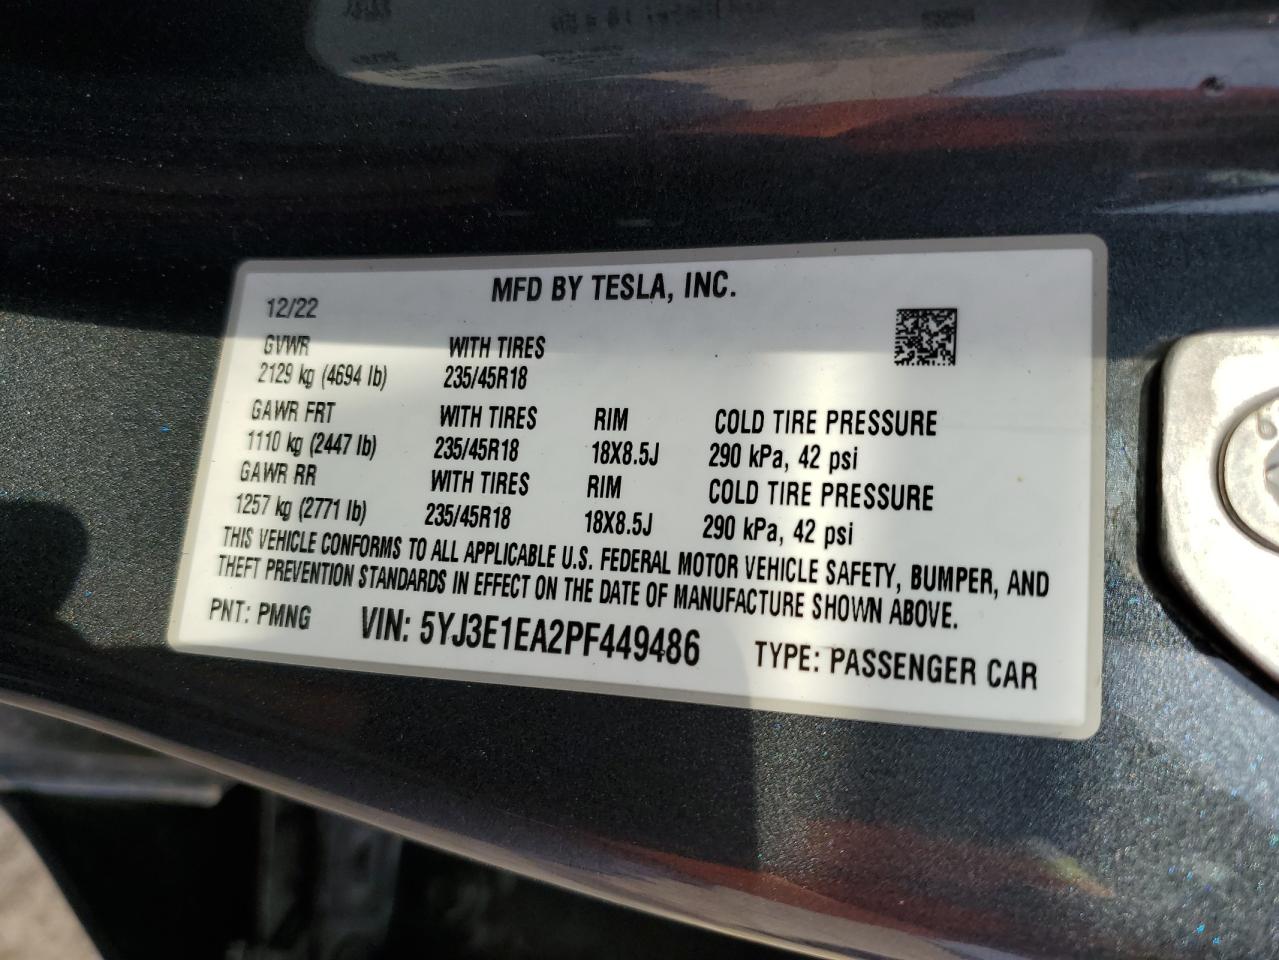 MFD BY TESLA, INC.
12/22
GVWR WITH TIRES
2129 kg (4694 lb) 235/45R18
GAWR FRT WITH TIRES RIM COLD TIRE PRESSURE
1110 kg (2447 lb) 235/45R18 18X8.5J 290 kPa, 42 psi
GAWR RR WITH TIRES RIM COLD TIRE PRESSURE
1257 kg (2771 lb) 235/45R18 18X8.5J 290 kPa, 42 psi
THIS VEHICLE CONFORMS TO ALL APPLICABLE U.S. FEDERAL MOTOR VEHICLE SAFETY, BUMPER, AND
THEFT PREVENTION STANDARDS IN EFFECT ON THE DATE OF MANUFACTURE SHOWN ABOVE.
PNT: PMNG VIN: 5YJ3E1EA2PF449486 TYPE: PASSENGER CAR